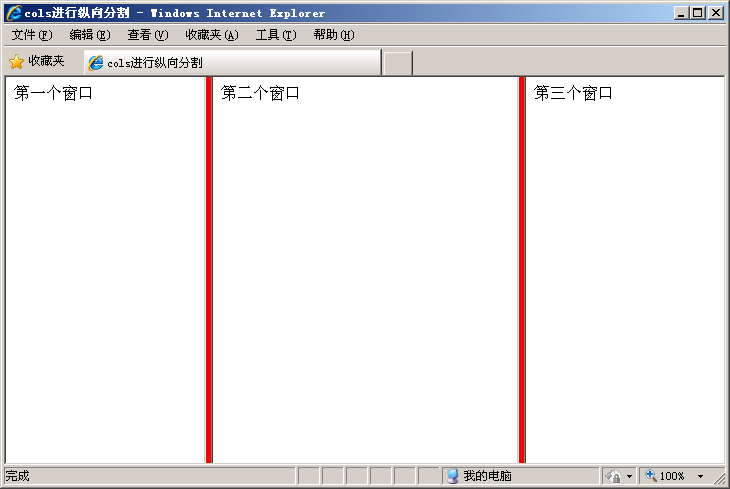 cols进行纵向分割 - Windows Internet Explorer
文件(F) 编辑(E) 查看(V) 收藏夹(A) 工具(T) 帮助(H)
收藏夹 cols进行纵向分割
第一个窗口 第二个窗口 第三个窗口
完成 我的电脑 100%